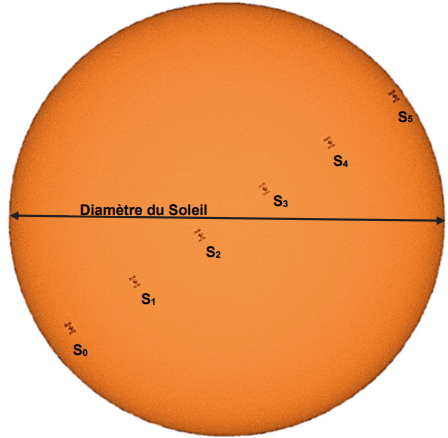 S₅
S₄
S₃
Diamètre du Soleil
S₂
S₁
S₀